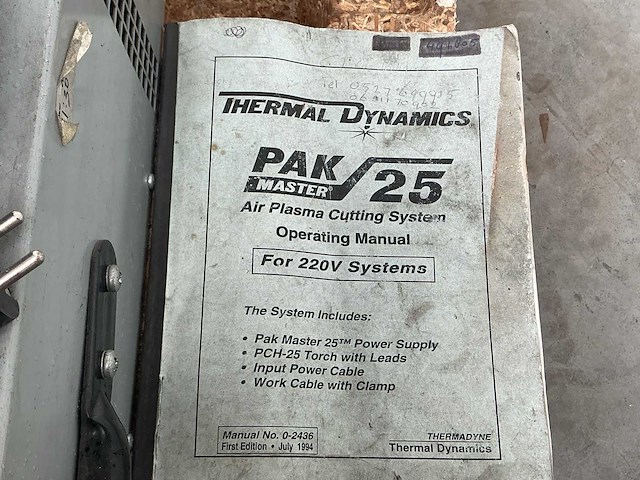 Tel
THERMAL DYNAMICS
PAK
MASTER
25
Air Plasma Cutting System
Operating Manual
For 220V Systems
The System Includes:
• Pak Master 25™ Power Supply
• PCH-25 Torch with Leads
• Input Power Cable
• Work Cable with Clamp
Manual No. 0-2436
First Edition • July 1994
THERMADYNE
Thermal Dynamics